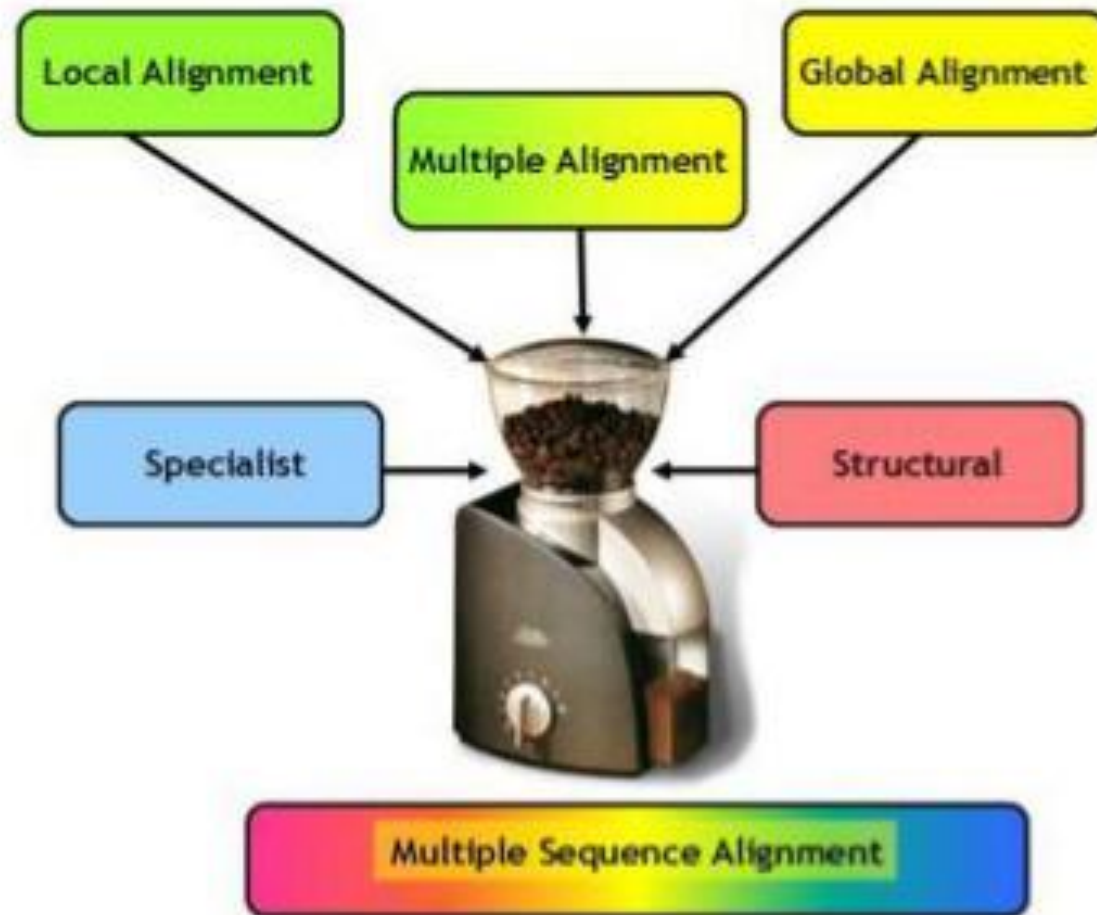 Local Alignment
Global Alignment
Multiple Alignment
Specialist
Structural
Multiple Sequence Alignment